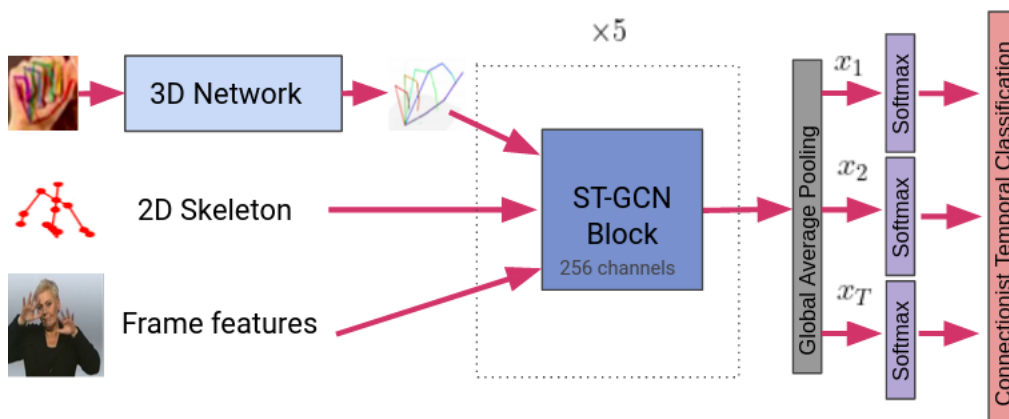 ×5
3D Network
2D Skeleton
Frame features
ST-GCN
Block
256 channels
Global Average Pooling
x1
x2
xT
Softmax
Softmax
Softmax
Connectionist Temporal Classification